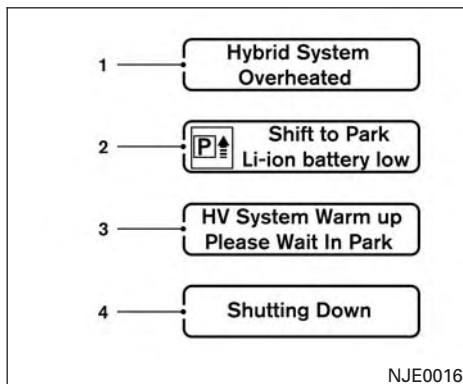 1
Hybrid System
Overheated
2
P
Shift to Park
Li-ion battery low
3
HV System Warm up
Please Wait In Park
4
Shutting Down
NJE0016